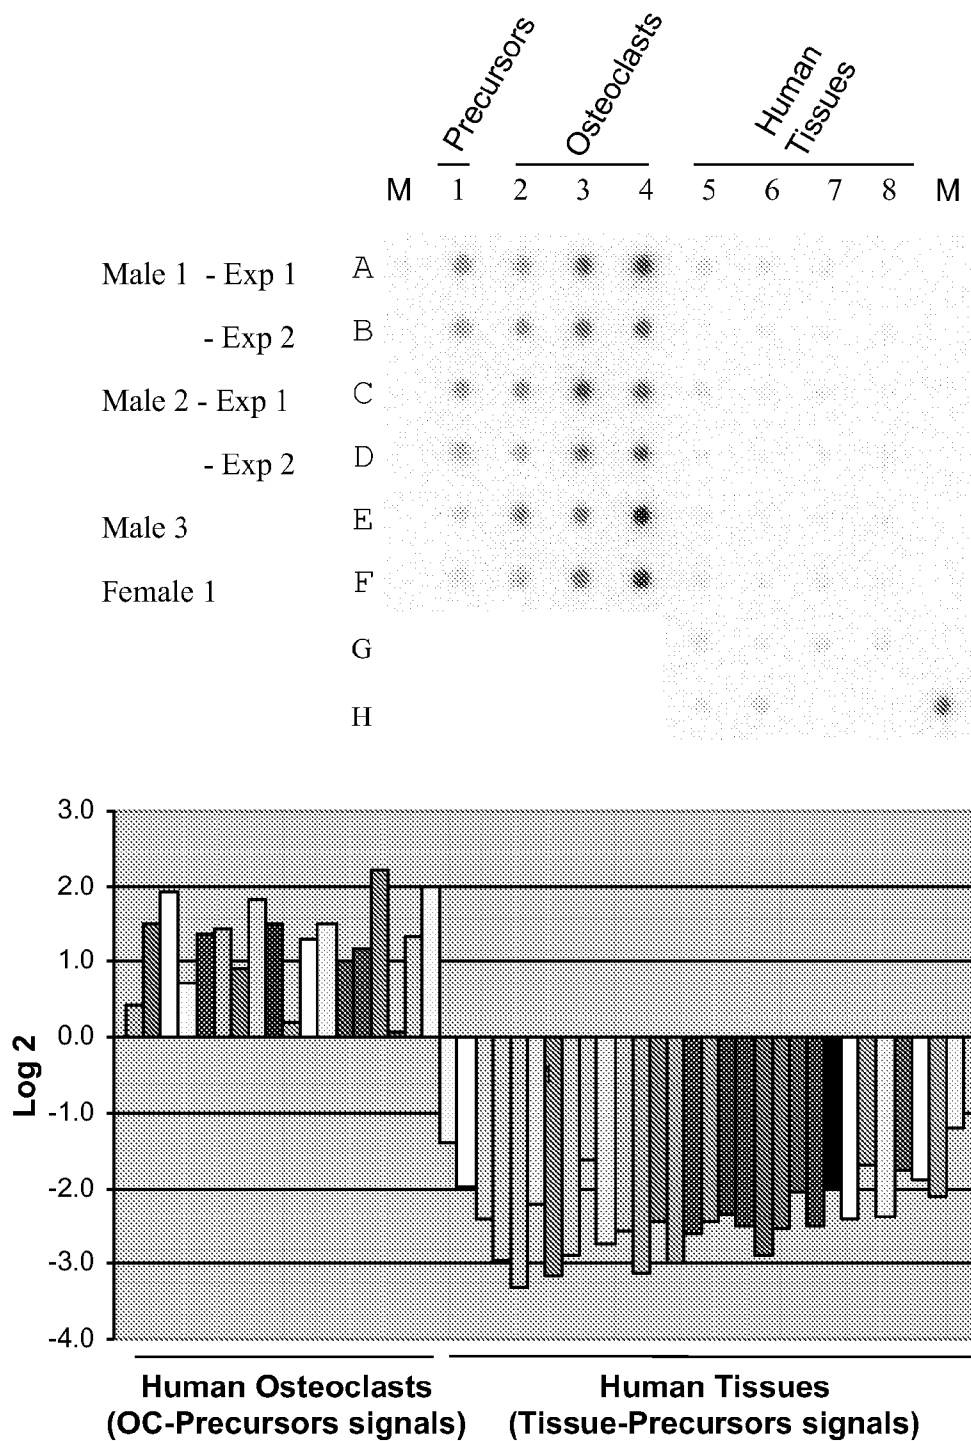 Precursors
Osteoclasts
Human
Tissues
M 1 2 3 4 5 6 7 8 M
Male 1 - Exp 1 A
- Exp 2 B
Male 2 - Exp 1 C
- Exp 2 D
Male 3 E
Female 1 F
G
H
3.0
2.0
1.0
0.0
-1.0
-2.0
-3.0
-4.0
Log 2
Human Osteoclasts
(OC-Precursors signals)
Human Tissues
(Tissue-Precursors signals)